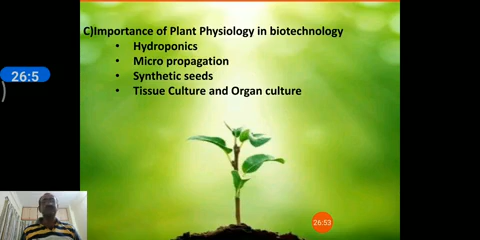 C)Importance of Plant Physiology in biotechnology
• Hydroponics
• Micro propagation
• Synthetic seeds
• Tissue Culture and Organ culture
26:5
)
26:53